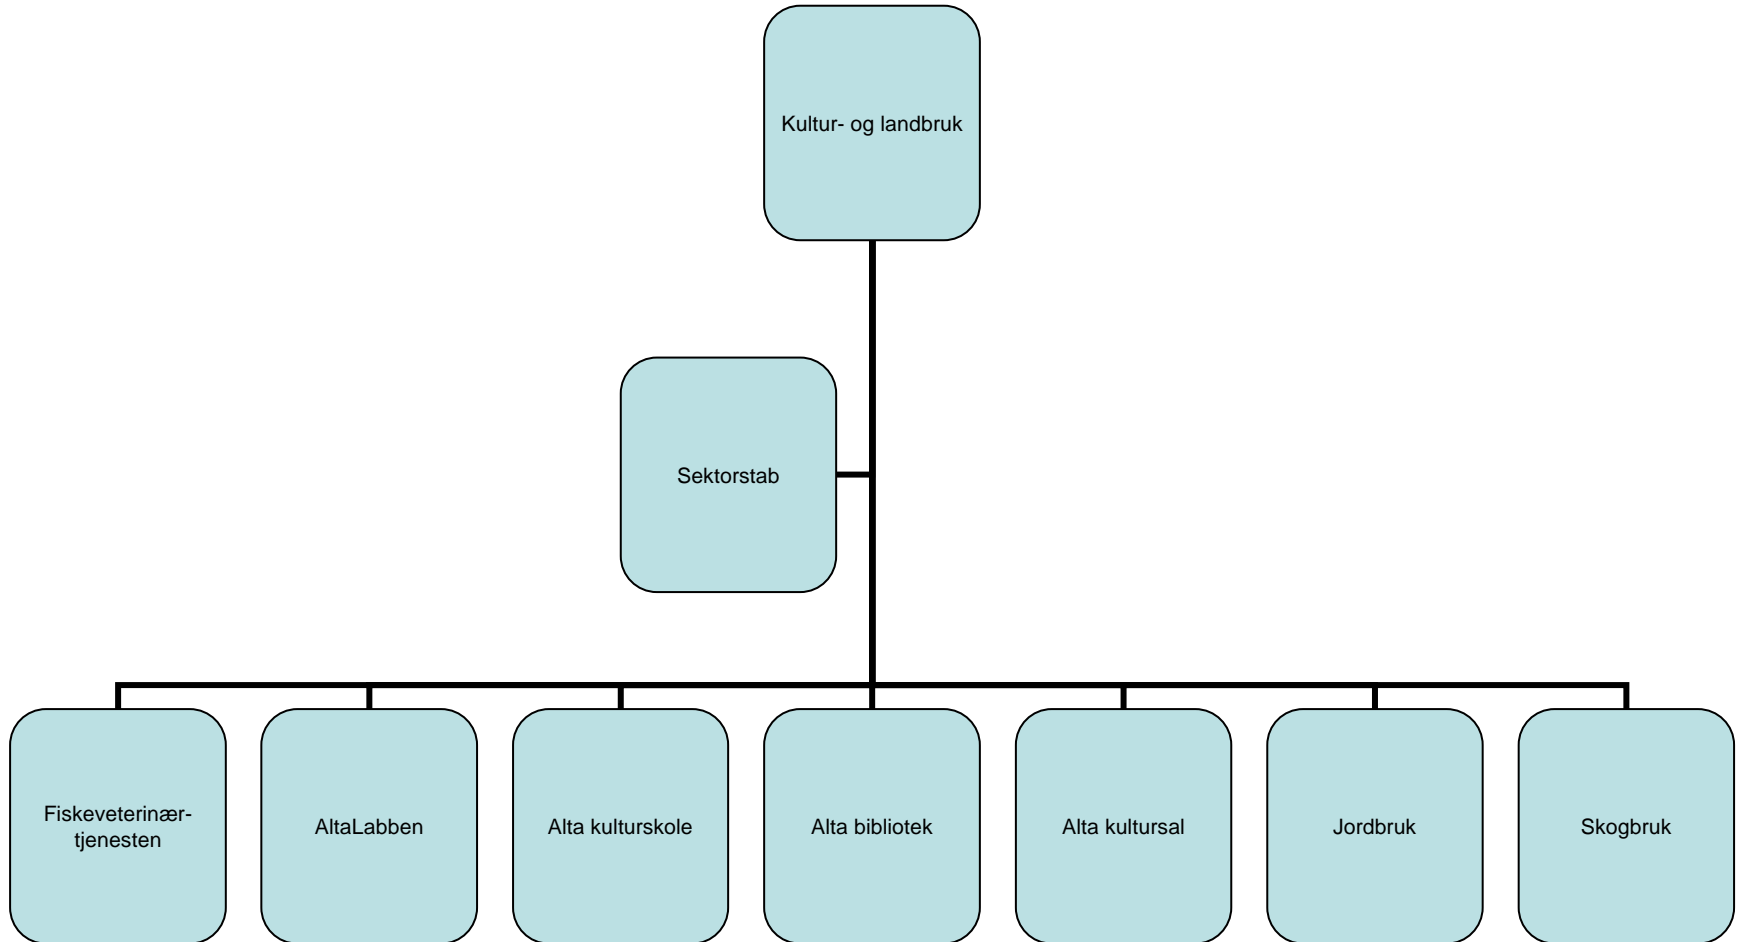 Kultur- og landbruk
Sektorstab
Fiskeveterinær-
tjenesten
AltaLabben
Alta kulturskole
Alta bibliotek
Alta kultursal
Jordbruk
Skogbruk